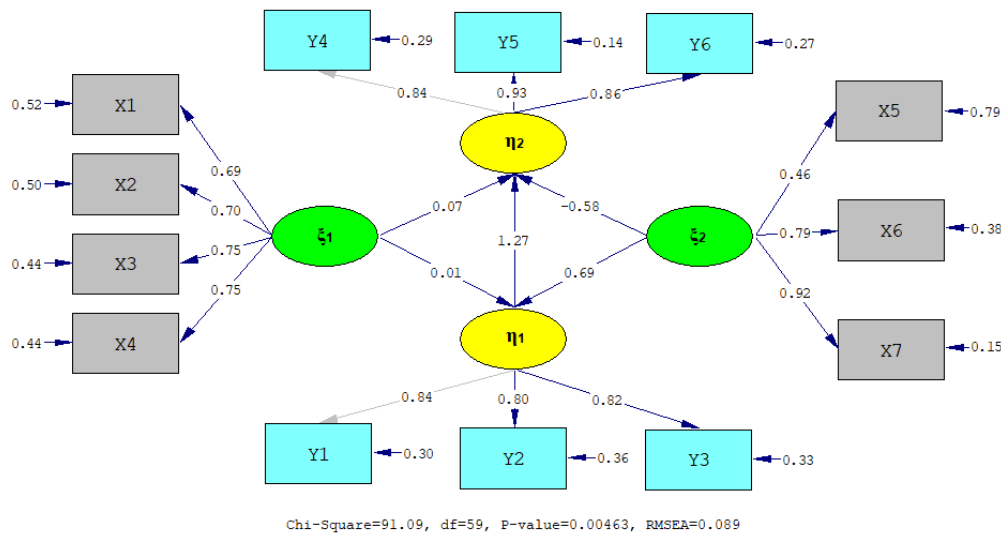 Y4
0.29
Y5
0.14
Y6
0.27
0.84
0.93
0.86
0.52
X1
X5
0.79
η2
0.69
0.46
0.50
X2
0.70
0.07
-0.58
ξ1
1.27
ξ2
0.79
X6
0.38
0.44
X3
0.75
0.01
0.69
0.75
0.92
0.44
X4
η1
X7
0.15
0.84
0.80
0.82
Y1
0.30
Y2
0.36
Y3
0.33
Chi-Square=91.09, df=59, P-value=0.00463, RMSEA=0.089